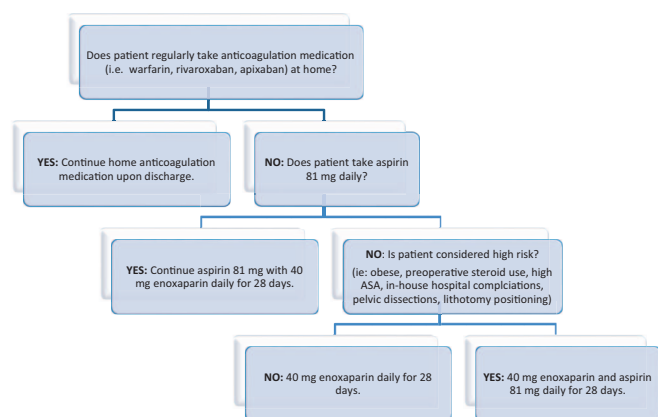 Does patient regularly take anticoagulation medication
(i.e. warfarin, rivaroxaban, apixaban) at home?
YES: Continue home anticoagulation
medication upon discharge.
NO: Does patient take aspirin
81 mg daily?
YES: Continue aspirin 81 mg with 40
mg enoxaparin daily for 28 days.
NO: Is patient considered high risk?
(ie: obese, preoperative steroid use, high
ASA, in-house hospital complciations,
pelvic dissections, lithotomy positioning)
NO: 40 mg enoxaparin daily for 28
days.
YES: 40 mg enoxaparin and aspirin
81 mg daily for 28 days.